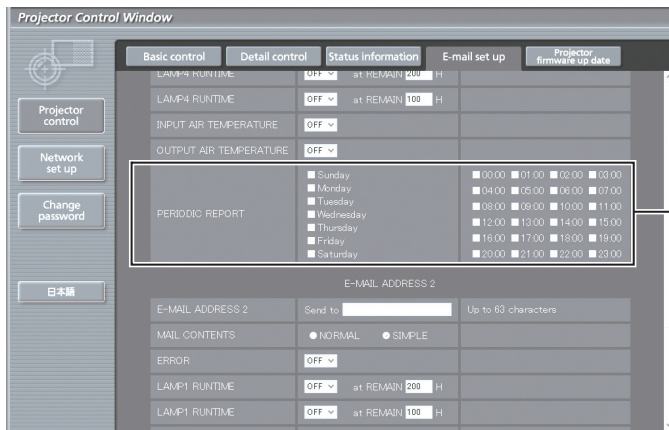 Projector Control Window
Basic control Detail control Status information E-mail set up Projector firmware up date
LAMP4 RUNTIME OFF at REMAIN 200 H
LAMP4 RUNTIME OFF at REMAIN 100 H
INPUT AIR TEMPERATURE OFF
OUTPUT AIR TEMPERATURE OFF
PERIODIC REPORT
Sunday
Monday
Tuesday
Wednesday
Thursday
Friday
Saturday
00:00 01:00 02:00 03:00
04:00 05:00 06:00 07:00
08:00 09:00 10:00 11:00
12:00 13:00 14:00 15:00
16:00 17:00 18:00 19:00
20:00 21:00 22:00 23:00
E-MAIL ADDRESS 2
E-MAIL ADDRESS 2 Send to Up to 63 characters
MAIL CONTENTS NORMAL SIMPLE
ERROR OFF
LAMP1 RUNTIME OFF at REMAIN 200 H
LAMP1 RUNTIME OFF at REMAIN 100 H
Projector control
Network set up
Change password
日本語